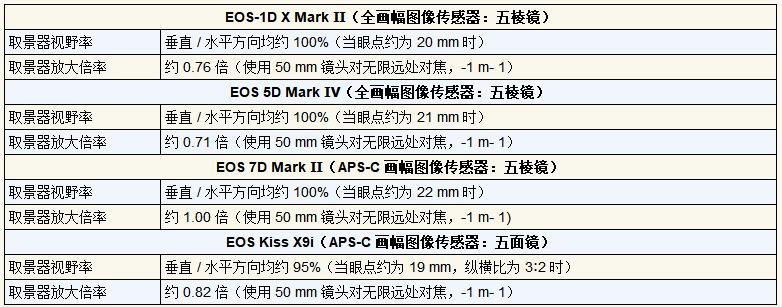 EOS-1D X Mark II（全画幅图像传感器：五棱镜）
取景器视野率 垂直 / 水平方向均约 100%（当眼点约为 20 mm 时）
取景器放大倍率 约 0.76 倍（使用 50 mm 镜头对无限远处对焦，-1 m- 1）
EOS 5D Mark IV（全画幅图像传感器：五棱镜）
取景器视野率 垂直 / 水平方向均约 100%（当眼点约为 21 mm 时）
取景器放大倍率 约 0.71 倍（使用 50 mm 镜头对无限远处对焦，-1 m- 1）
EOS 7D Mark II（APS-C 画幅图像传感器：五棱镜）
取景器视野率 垂直 / 水平方向均约 100%（当眼点约为 22 mm 时）
取景器放大倍率 约 1.00 倍（使用 50 mm 镜头对无限远处对焦，-1 m- 1)
EOS Kiss X9i（APS-C 画幅图像传感器：五面镜）
取景器视野率 垂直 / 水平方向均约 95%（当眼点约为 19 mm，纵横比为 3:2 时）
取景器放大倍率 约 0.82 倍（使用 50 mm 镜头对无限远处对焦，-1 m- 1）